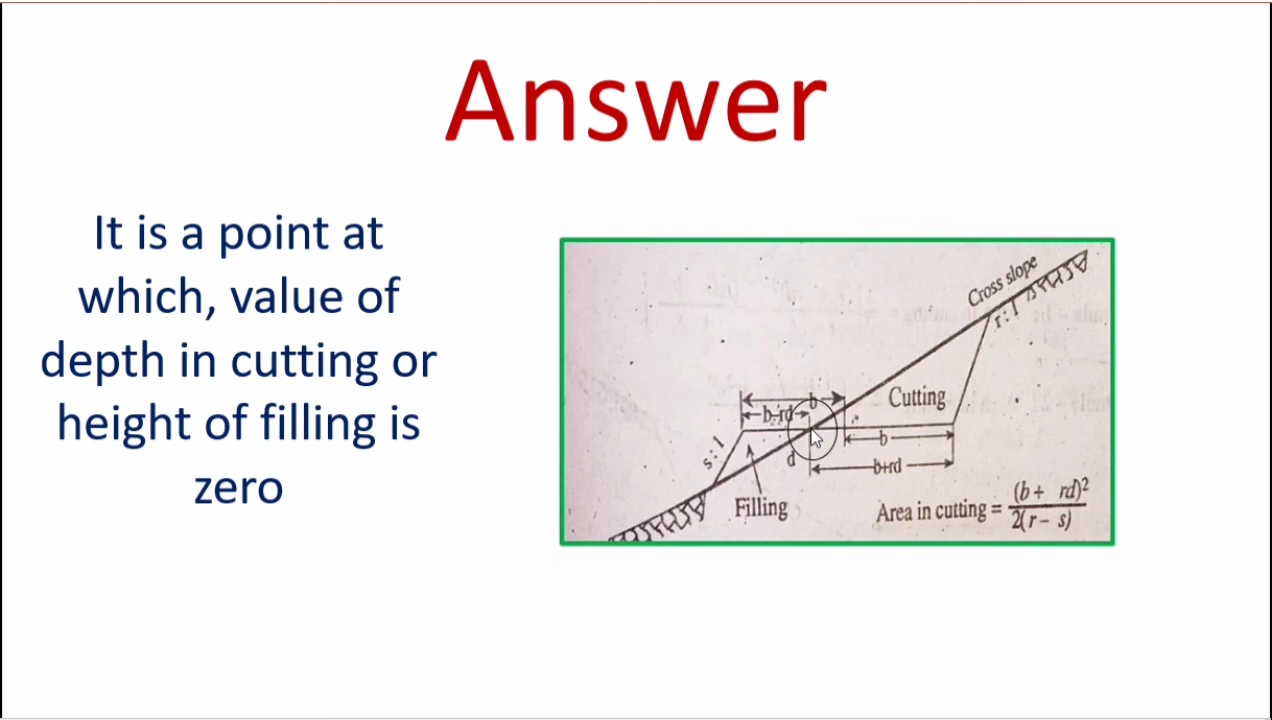 Answer
It is a point at
which, value of
depth in cutting or
height of filling is
zero
Cross slope
r:1
Cutting
b
b-rd
b
s:1
d
b+rd
Filling
Area in cutting = (b + rd)²
2(r - s)